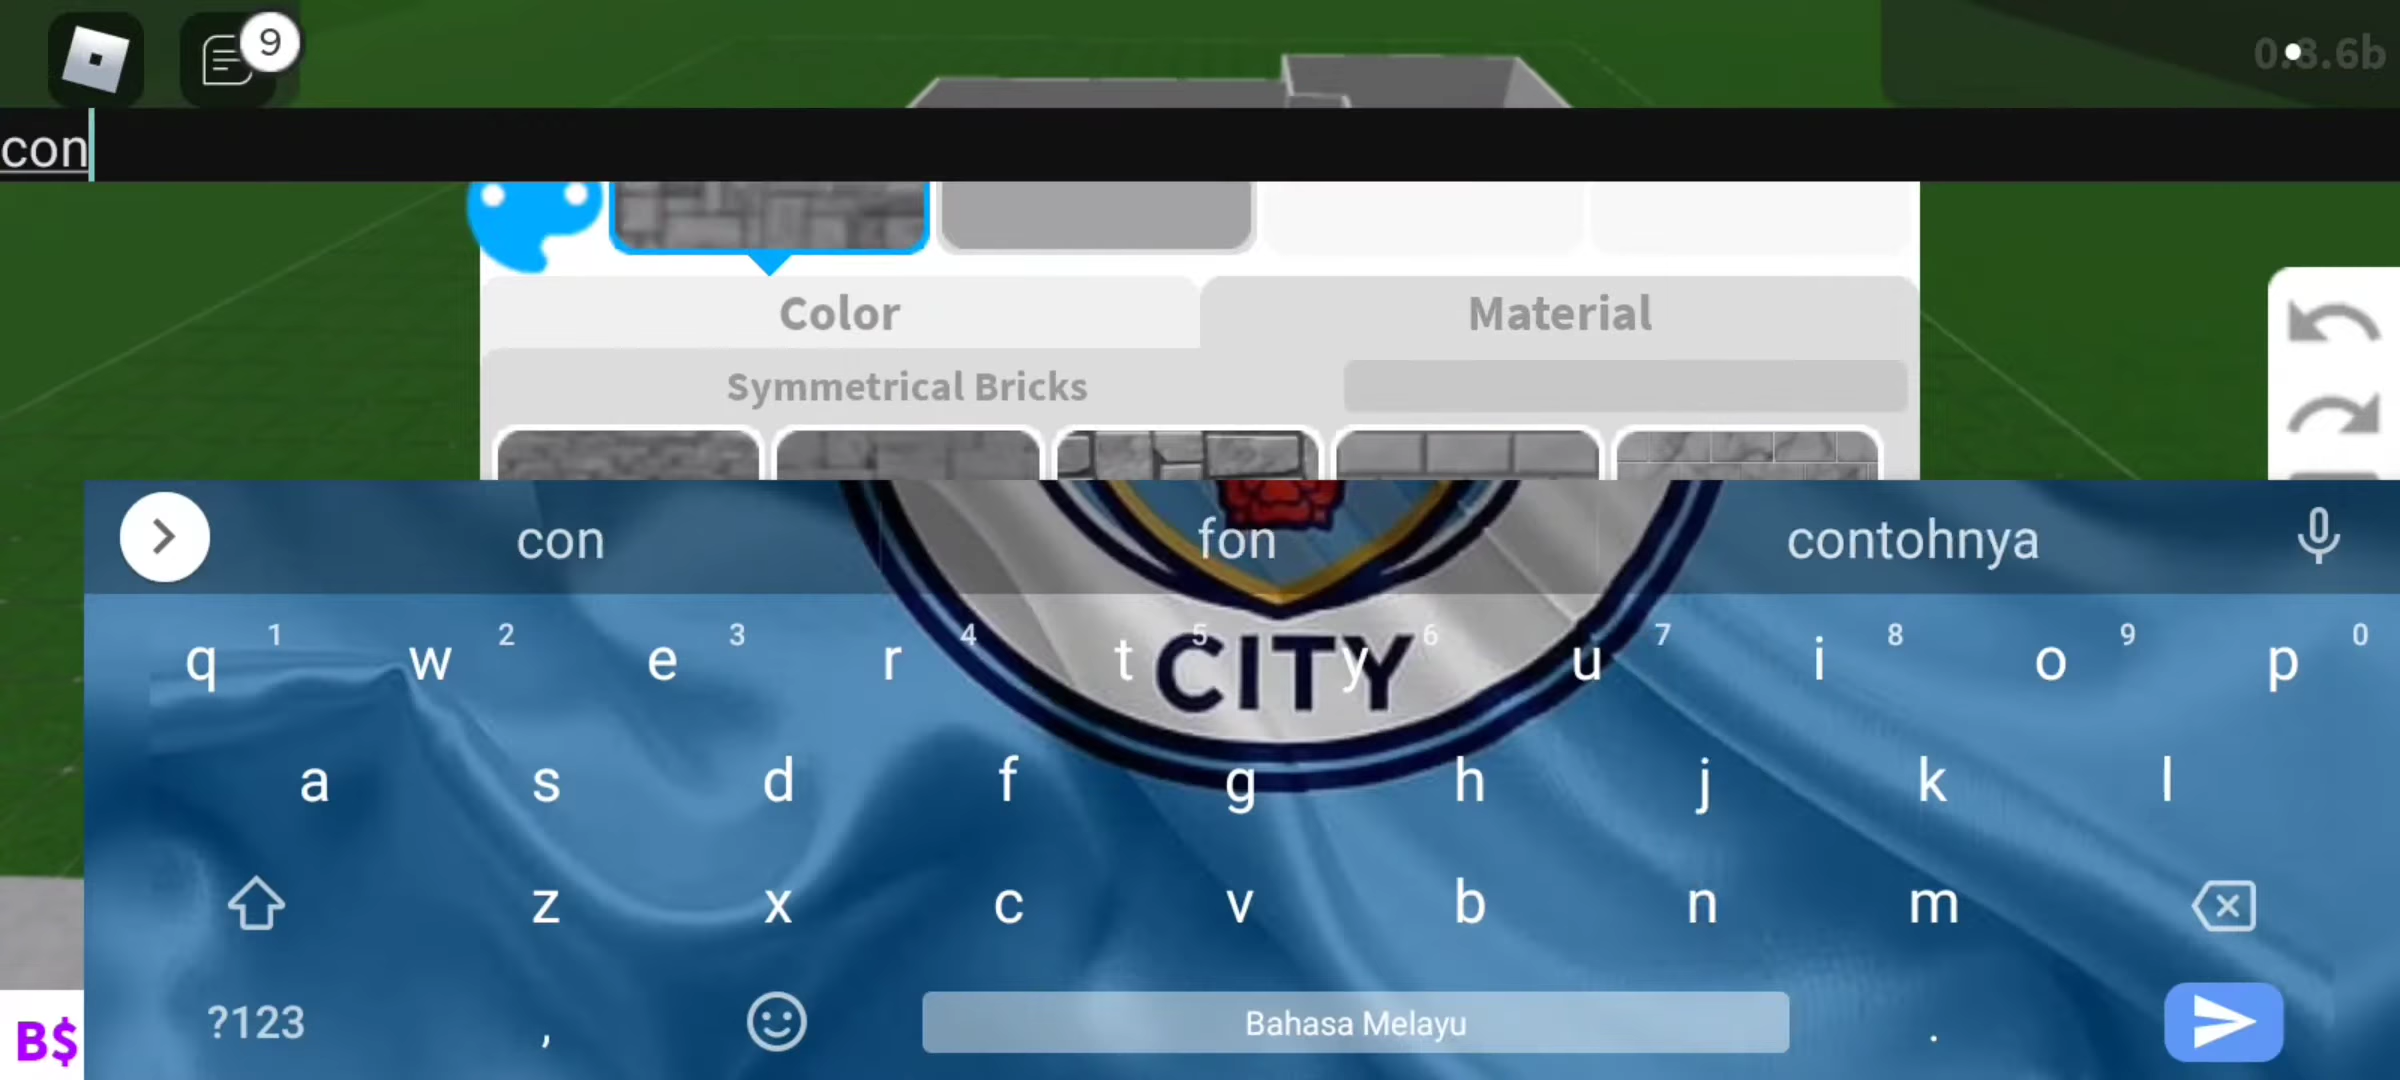 9
0.8.6b
con
Color
Material
Symmetrical Bricks
con
fon
contohnya
CITY
q 1 w 2 e 3 r 4 t 5 y 6 u 7 i 8 o 9 p 0
a s d f g h j k l
z x c v b n m
?123 , Bahasa Melayu .
B$